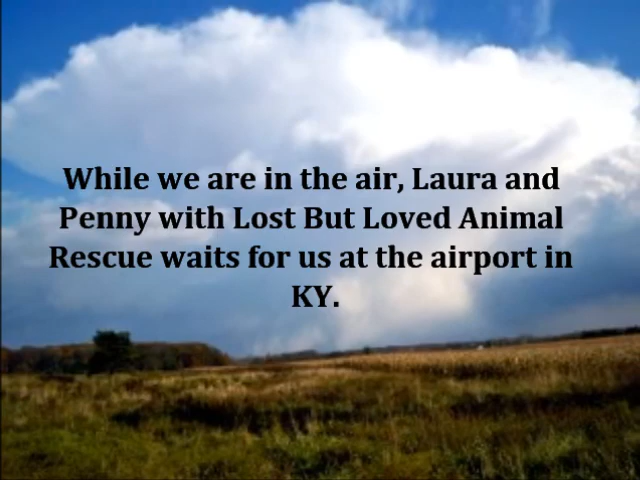 While we are in the air, Laura and
Penny with Lost But Loved Animal
Rescue waits for us at the airport in
KY.